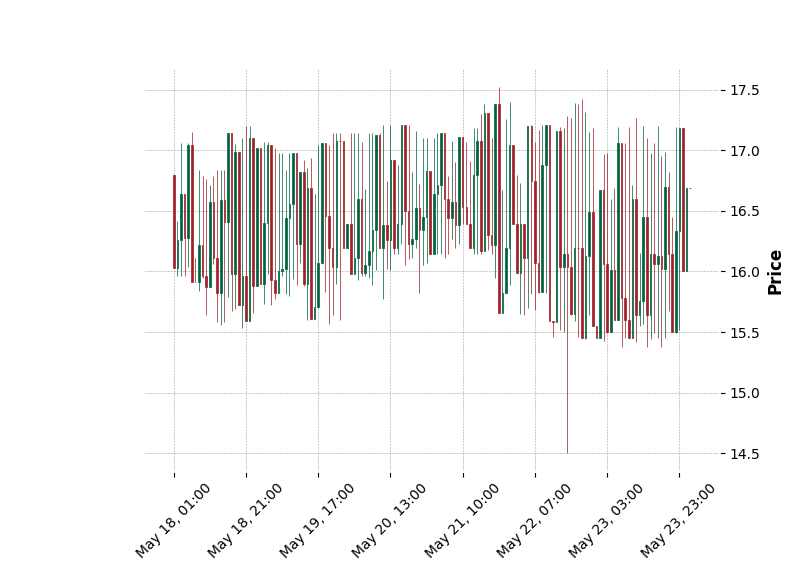 17.5
17.0
16.5
16.0
15.5
15.0
14.5
Price
May 18, 01:00
May 18, 21:00
May 19, 17:00
May 20, 13:00
May 21, 10:00
May 22, 07:00
May 23, 03:00
May 23, 23:00